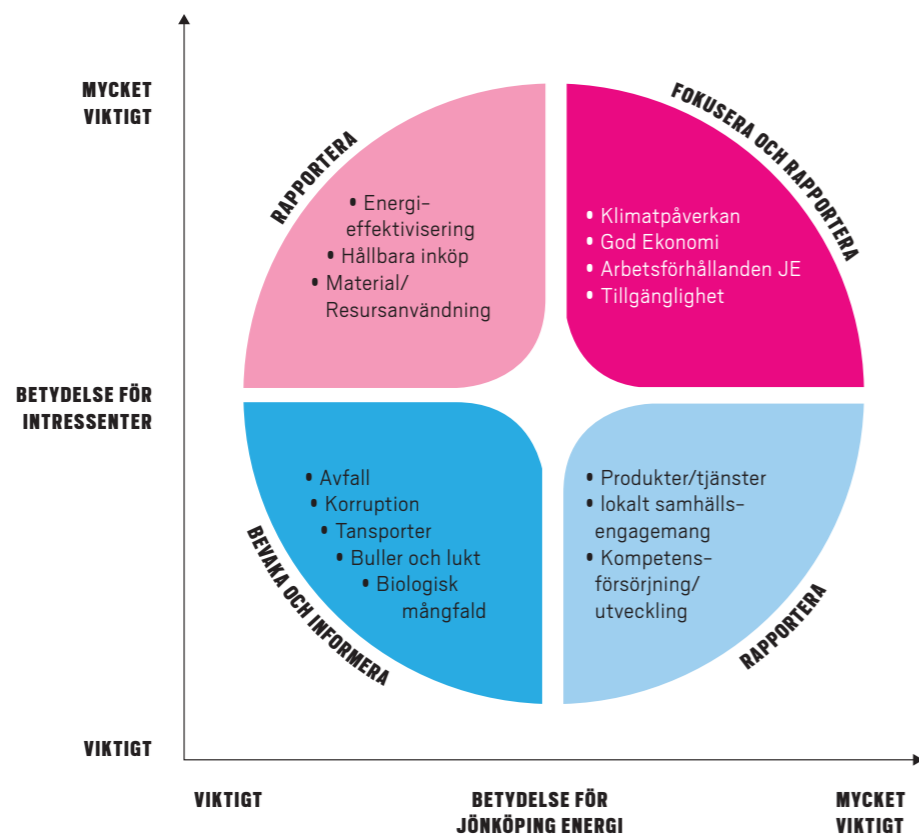 MYCKET
VIKTIGT
RAPPORTERA
• Energi-
effektivisering
• Hållbara inköp
• Material/
Resursanvändning
FOKUSERA OCH RAPPORTERA
• Klimatpåverkan
• God Ekonomi
• Arbetsförhållanden JE
• Tillgänglighet
BETYDELSE FÖR
INTRESSENTER
BEVAKA OCH INFORMERA
• Avfall
• Korruption
• Tansporter
• Buller och lukt
• Biologisk
mångfald
• Produkter/tjänster
• lokalt samhälls-
engagemang
• Kompetens-
försörjning/
utveckling
RAPPORTERA
VIKTIGT
VIKTIGT
BETYDELSE FÖR
JÖNKÖPING ENERGI
MYCKET
VIKTIGT